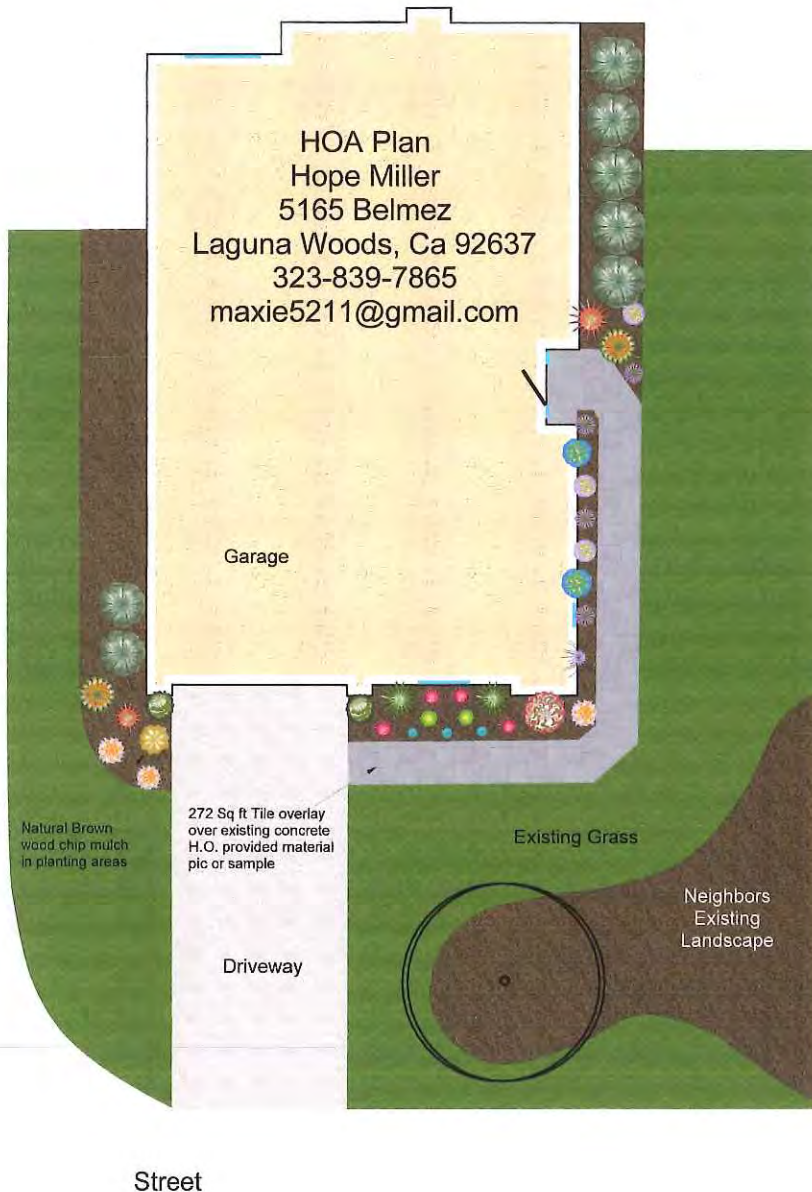 HOA Plan
Hope Miller
5165 Belmez
Laguna Woods, Ca 92637
323-839-7865
maxie5211@gmail.com
Garage
Natural Brown
wood chip mulch
in planting areas
272 Sq ft Tile overlay
over existing concrete
H.O. provided material
pic or sample
Existing Grass
Neighbors
Existing
Landscape
Driveway
Street